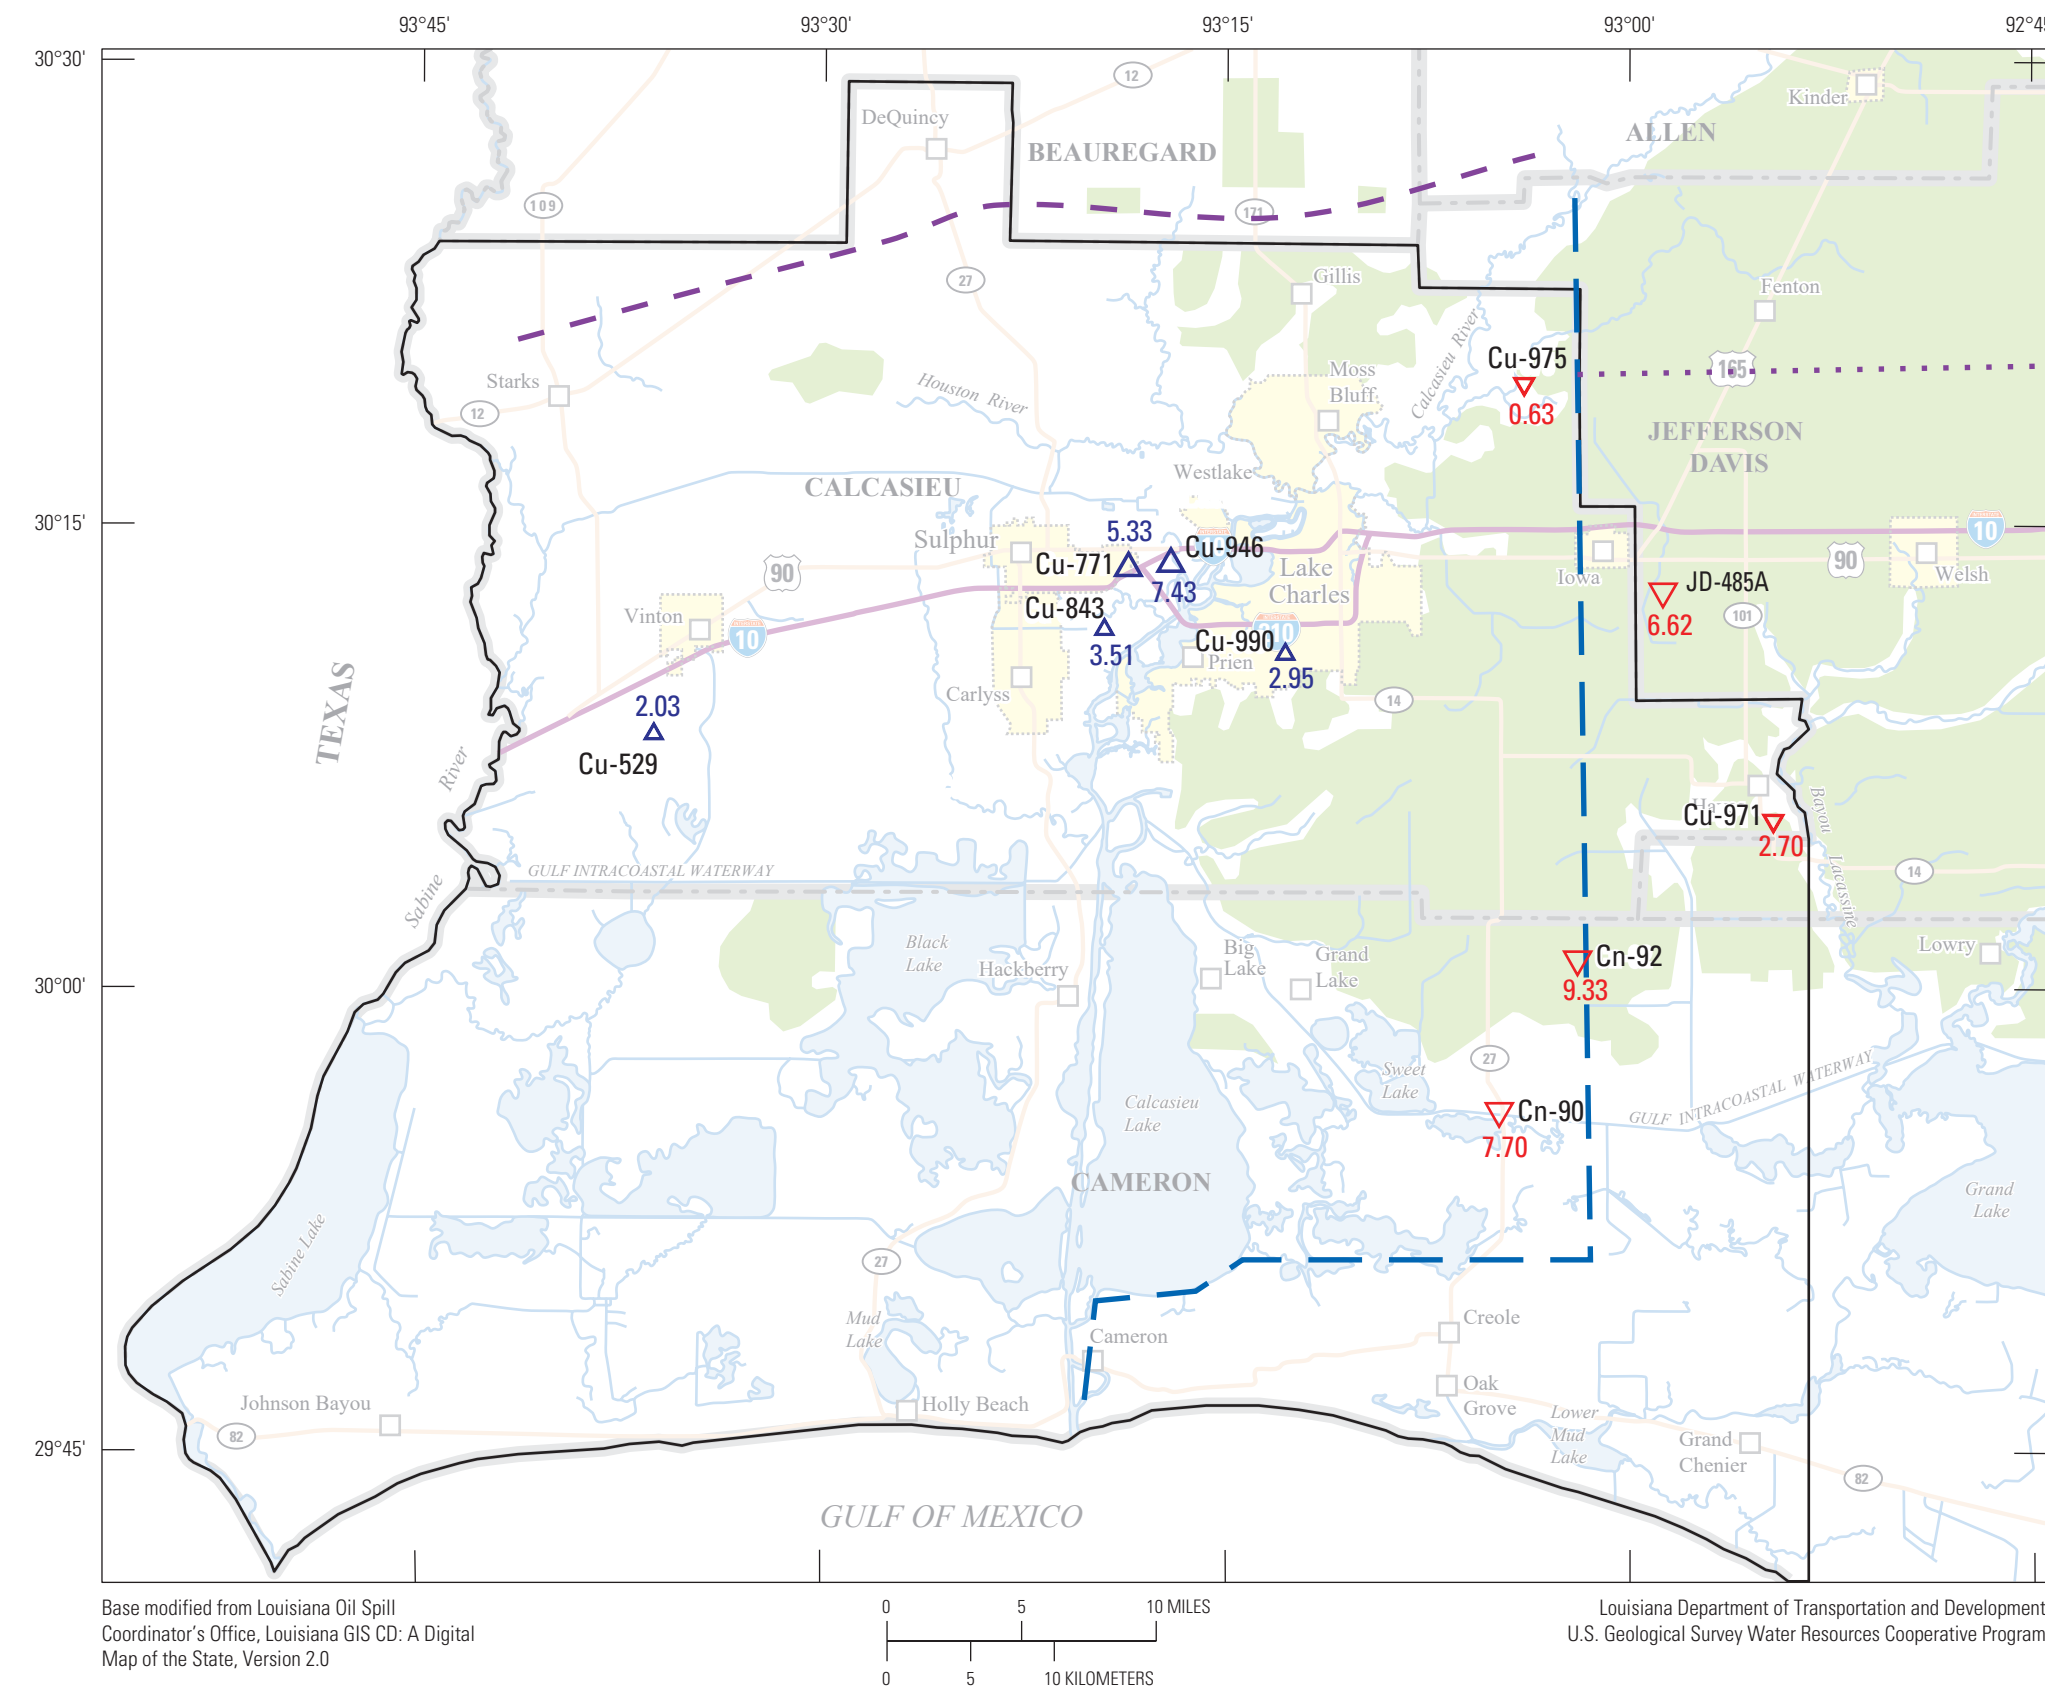 93°45'
93°30'
93°15'
93°00'
30°30'
12
Kinder
DeQuincy
ALLEN
BEAUREGARD
109
171
27
Gillis
Fenton
Calcasieu River
Cu-975
Moss
Bluff
165
Starks
Houston River
12
0.63
JEFFERSON
DAVIS
Westlake
CALCASIEU
30°15'
5.33
10
Sulphur
Cu-946
Cu-771
90
90
Lake
Charles
Iowa
Welsh
JD-485A
7.43
Cu-843
Vinton
101
6.62
10
210
Cu-990
3.51
Prien
2.95
TEXAS
Carlyss
14
2.03
Cu-529
River
Cu-971
Bayou
2.70
GULF INTRACOASTAL WATERWAY
14
Lacassine
Sabine
Black
Lake
Big
Lake
Grand
Lake
Lowry
Hackberry
Cn-92
30°00'
9.33
27
Sweet
Lake
GULF INTRACOASTAL WATERWAY
Calcasieu
Lake
Cn-90
7.70
CAMERON
Grand
Lake
Sabine Lake
27
Mud
Lake
Creole
Cameron
Oak
Grove
Johnson Bayou
Holly Beach
Lower
Mud
Lake
82
Grand
Chenier
29°45'
82
GULF OF MEXICO
Base modified from Louisiana Oil Spill
Coordinator's Office, Louisiana GIS CD: A Digital
Map of the State, Version 2.0
0 5 10 MILES
0 5 10 KILOMETERS
Louisiana Department of Transportation and Development
U.S. Geological Survey Water Resources Cooperative Program